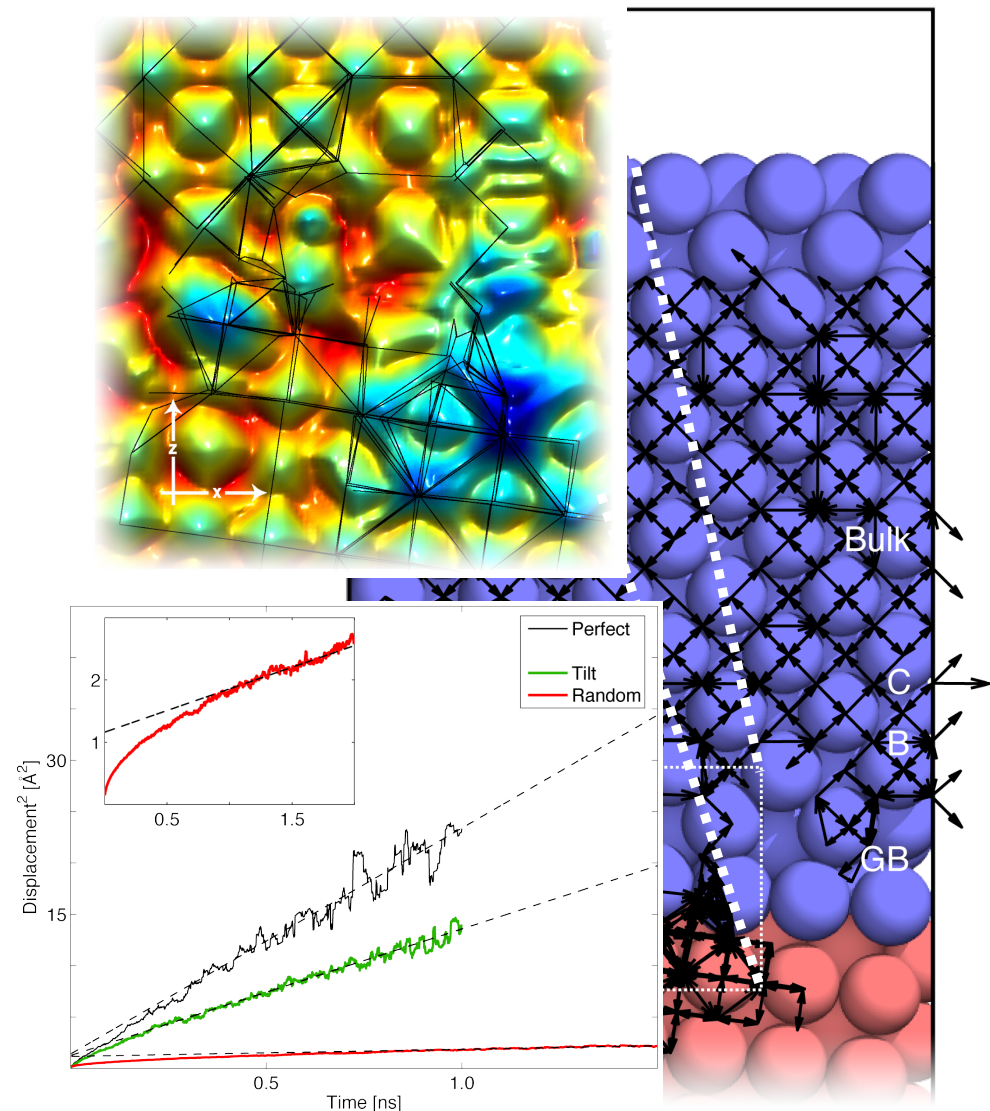 z
x
Bulk
C
B
GB
Perfect
Tilt
Random
2
1
0.5
1.5
30
15
Displacement² [Å²]
0.5
1.0
Time [ns]